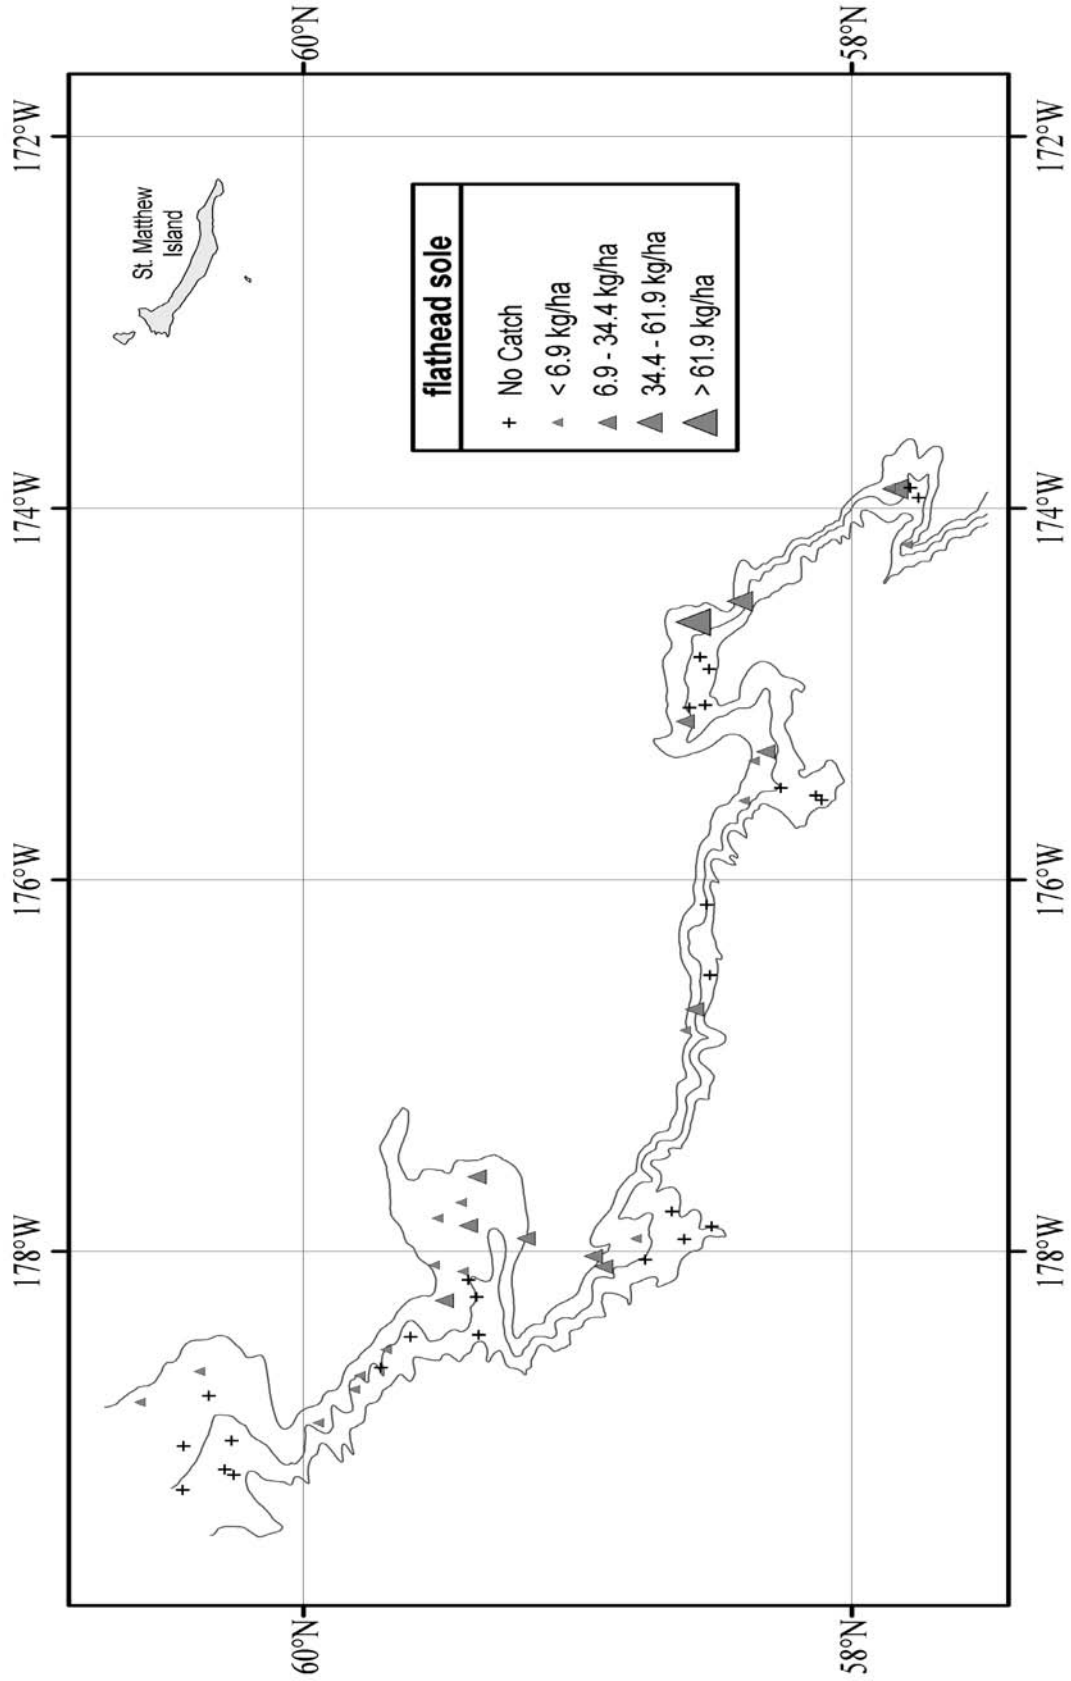 172°W
174°W
176°W
178°W
60°N
60°N
58°N
58°N
St. Matthew
Island
flathead sole
No Catch
< 6.9 kg/ha
6.9 - 34.4 kg/ha
34.4 - 61.9 kg/ha
> 61.9 kg/ha
172°W
174°W
176°W
178°W